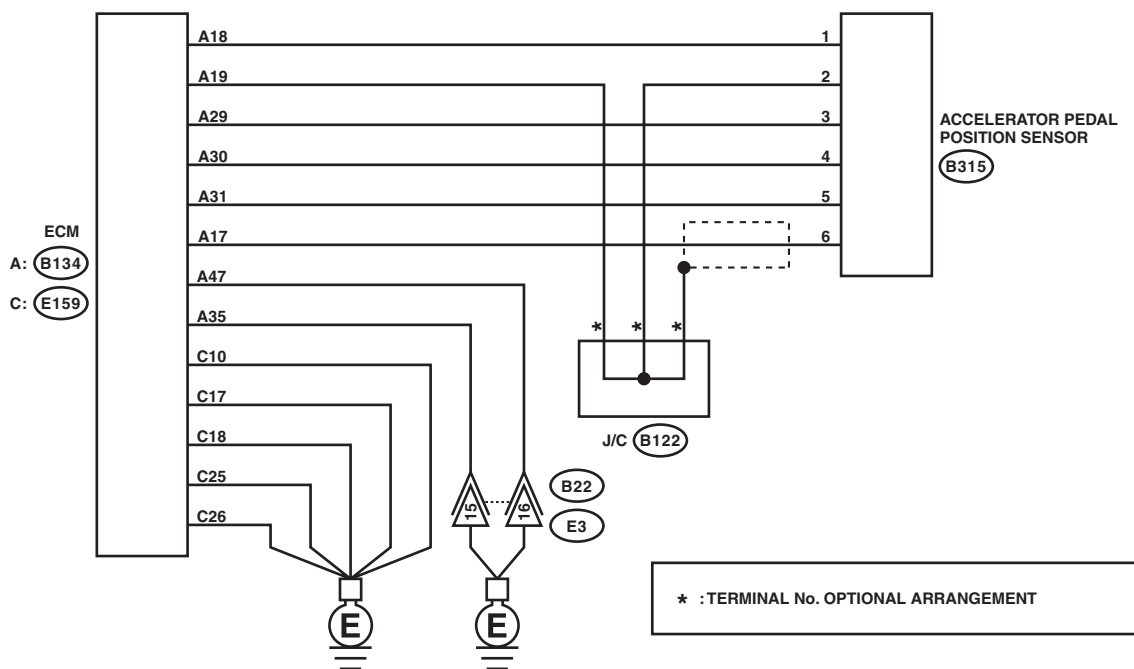 A18 1
A19 2
A29 3
ACCELERATOR PEDAL
POSITION SENSOR
B315
A30 4
A31 5
ECM
A: B134
C: E159
A17 6
A47
A35
* * *
C10
C17
J/C B122
C18
C25
B22
15 16
C26
E3
* : TERMINAL No. OPTIONAL ARRANGEMENT
E E